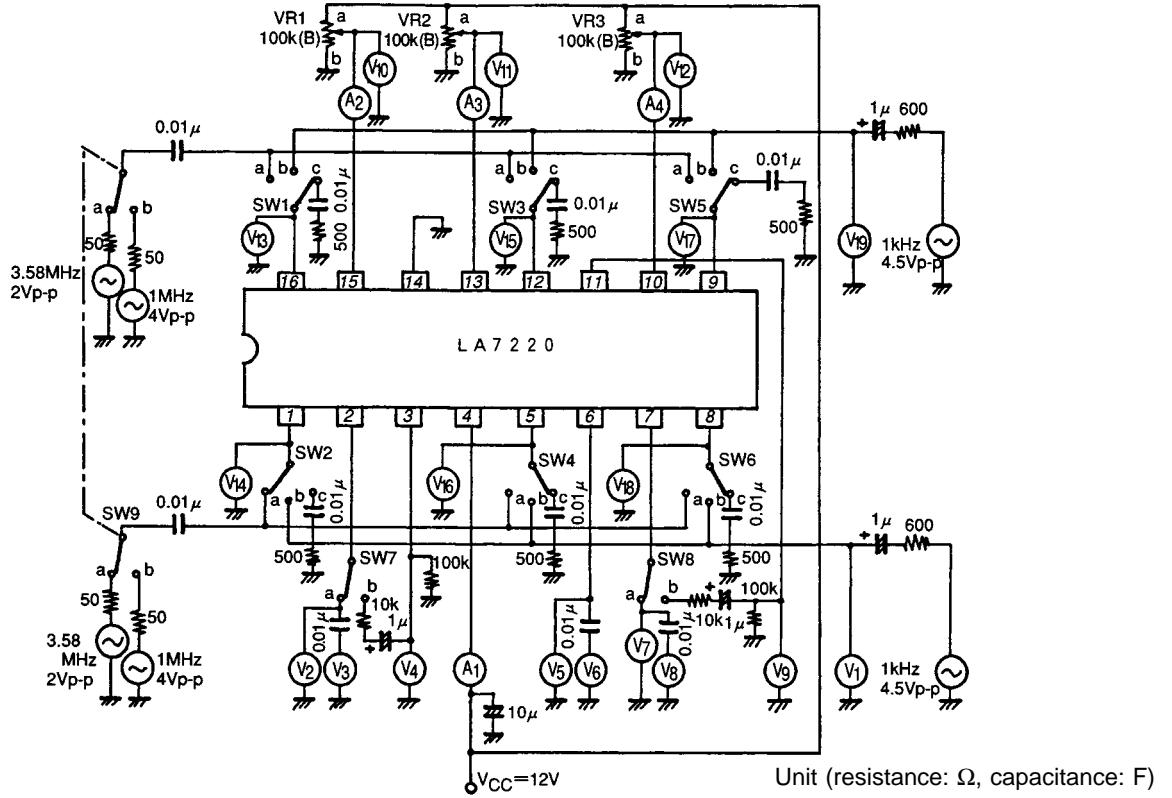 VR1 a VR2 a VR3 a
100k(B) 100k(B) 100k(B)
b b b
V10 V11 V12
A2 A3 A4
1μ 600
+
0.01μ
a b c a b c a b c 0.01μ
SW1 0.01μ SW3 0.01μ SW5
a b
V13 500 V15 500 V17 500 V19 1kHz
4.5Vp-p
50 50
3.58MHz
2Vp-p
1MHz
4Vp-p
16 15 14 13 12 11 10 9
LA7220
1 2 3 4 5 6 7 8
SW2 SW4 SW6
V14 V16 V18
a b c 0.01μ a b c 0.01μ a b c 0.01μ
0.01μ
SW9
1μ 600
+
500 500 500
SW7 100k SW8 100k
a b a b
a b + 10k 1μ
50 50
0.01μ 10k 1μ 0.01μ 0.01μ
+
3.58
MHz
2Vp-p
1MHz
4Vp-p
V2 V3 V4 A1 V5 V6 V7 V8 V9 V1 1kHz
4.5Vp-p
10μ
VCC=12V
Unit (resistance: Ω, capacitance: F)